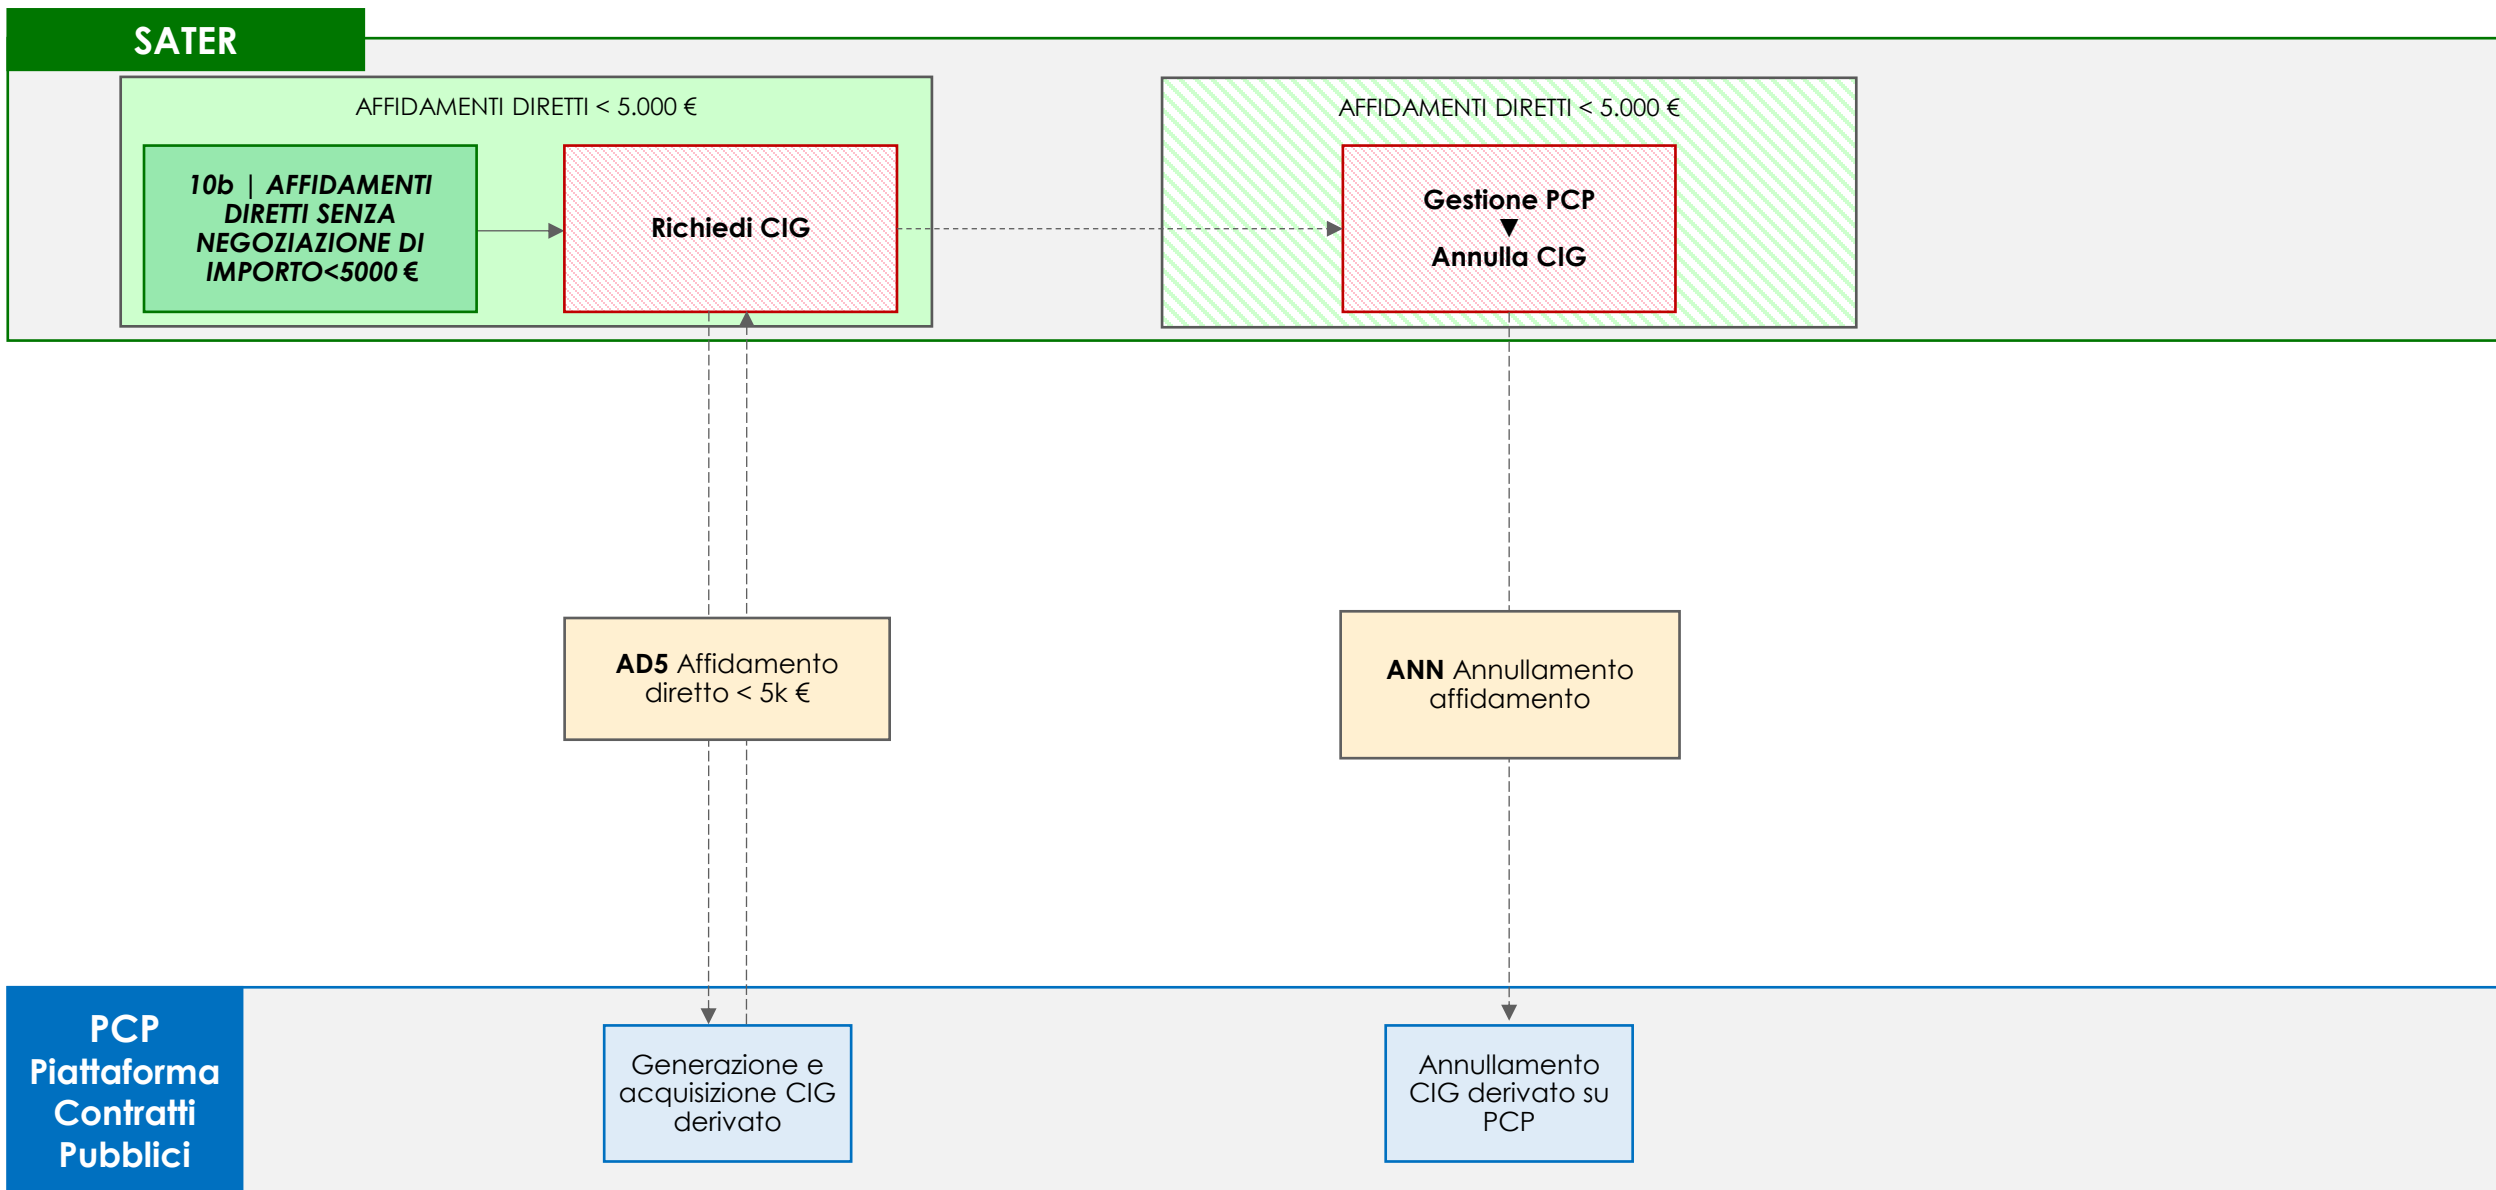 SATER
AFFIDAMENTI DIRETTI < 5.000 €
10b | AFFIDAMENTI
DIRETTI SENZA
NEGOZIAZIONE DI
IMPORTO<5000 €
Richiedi CIG
AFFIDAMENTI DIRETTI < 5.000 €
Gestione PCP
▼
Annulla CIG
AD5 Affidamento
diretto < 5k €
ANN Annullamento
affidamento
PCP
Piattaforma
Contratti
Pubblici
Generazione e
acquisizione CIG
derivato
Annullamento
CIG derivato su
PCP